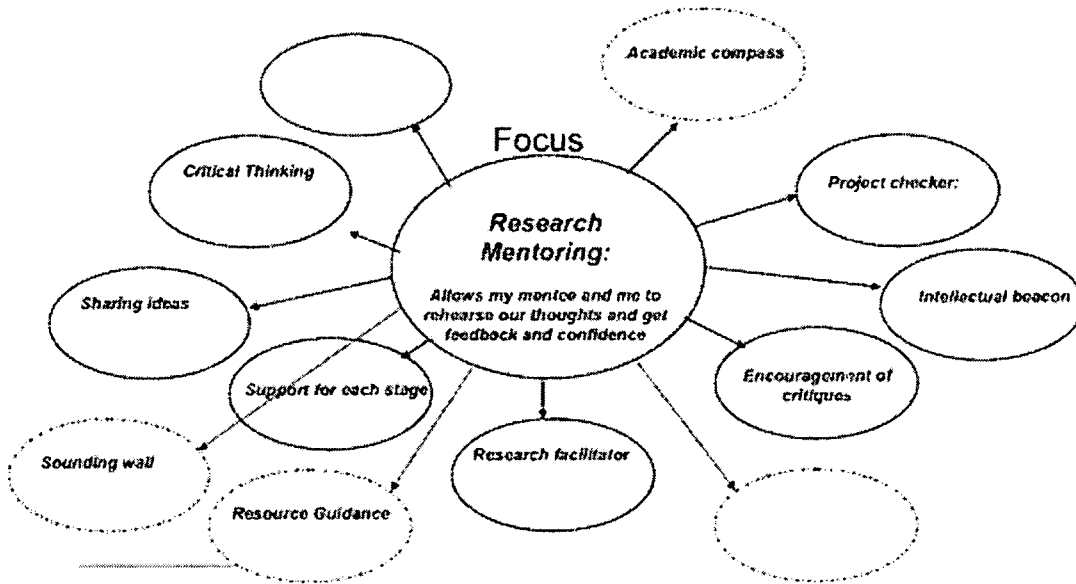 Academic compass
Focus
Critical Thinking
Project checker:
Research
Mentoring:
Sharing ideas
Intellectual beacon
Allows my mentee and me to
rehearse our thoughts and get
feedback and confidence
Support for each stage
Encouragement of
critiques
Sounding wall
Research facilitator
Resource Guidance